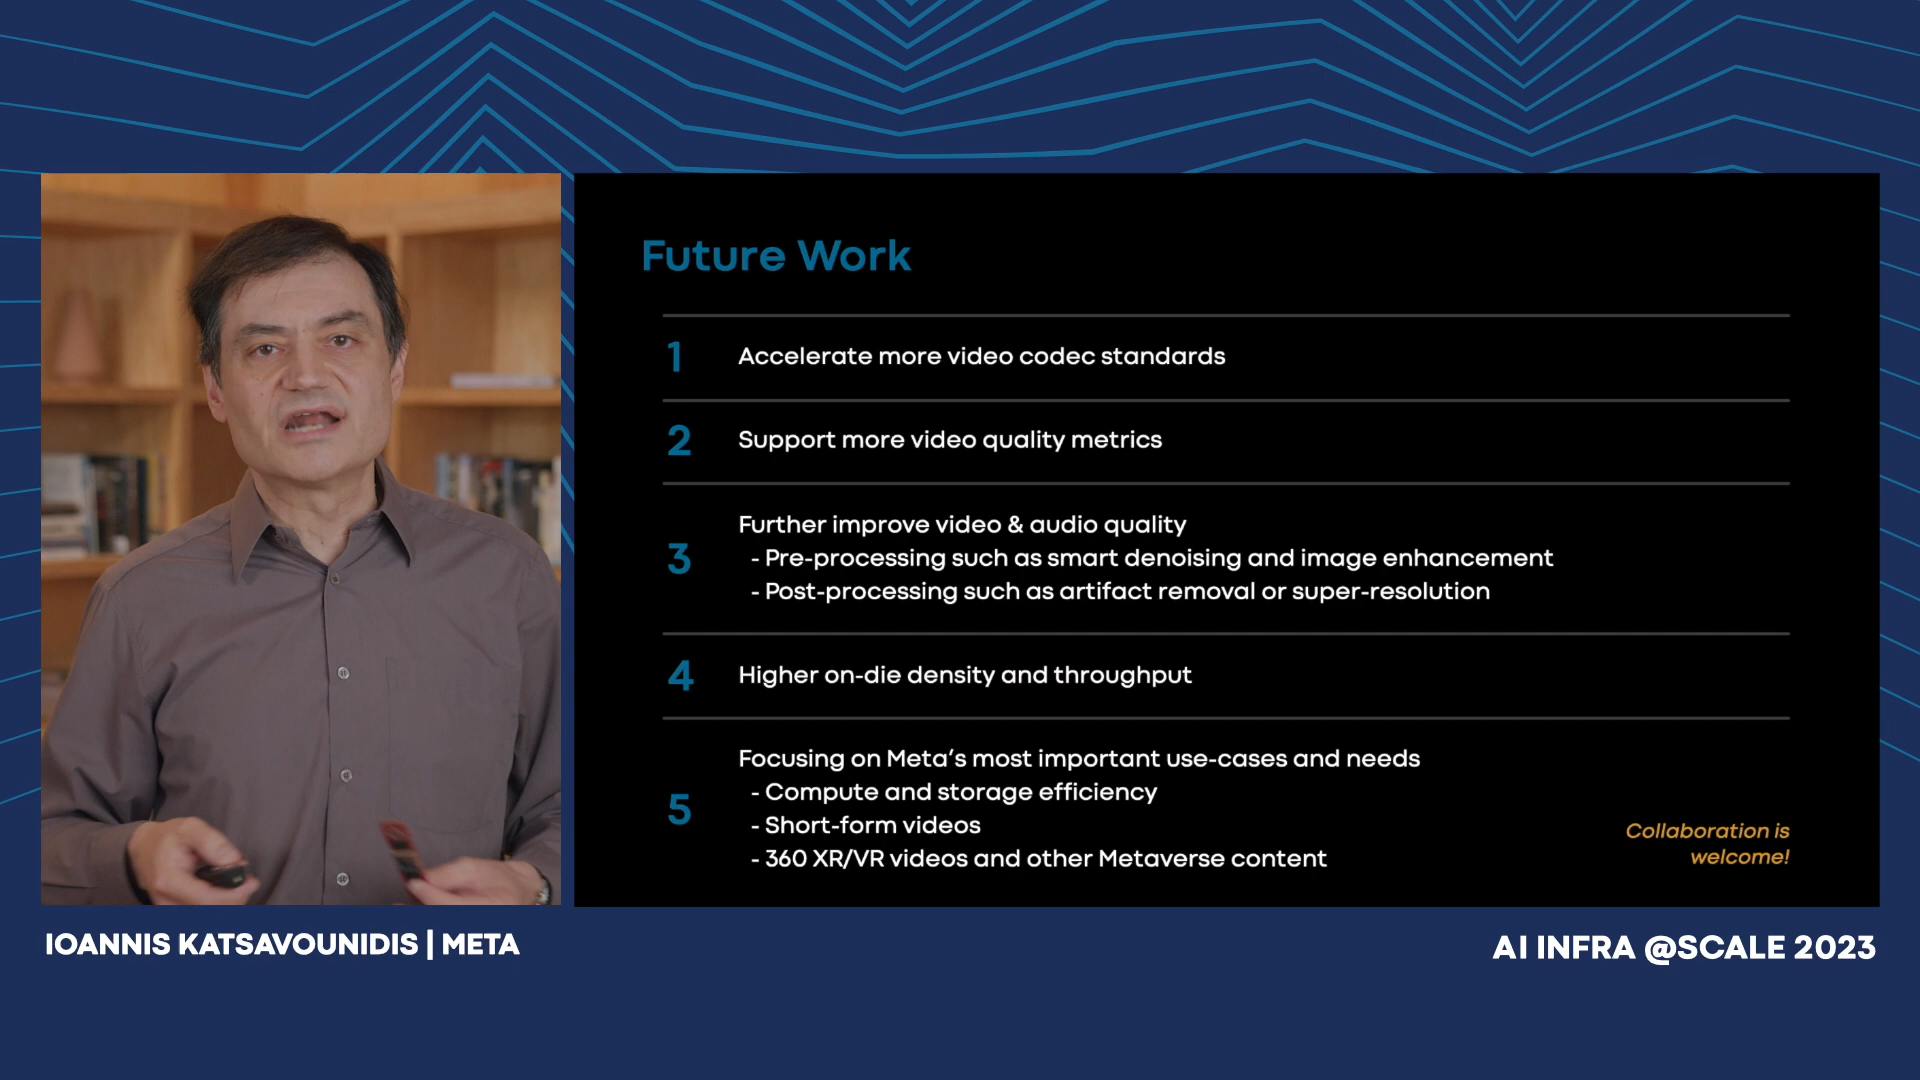 Future Work
1
Accelerate more video codec standards
2
Support more video quality metrics
3
Further improve video & audio quality
- Pre-processing such as smart denoising and image enhancement
- Post-processing such as artifact removal or super-resolution
4
Higher on-die density and throughput
5
Focusing on Meta’s most important use-cases and needs
- Compute and storage efficiency
- Short-form videos
- 360 XR/VR videos and other Metaverse content
Collaboration is
welcome!
IOANNIS KATSAVOUNIDIS | META
AI INFRA @SCALE 2023